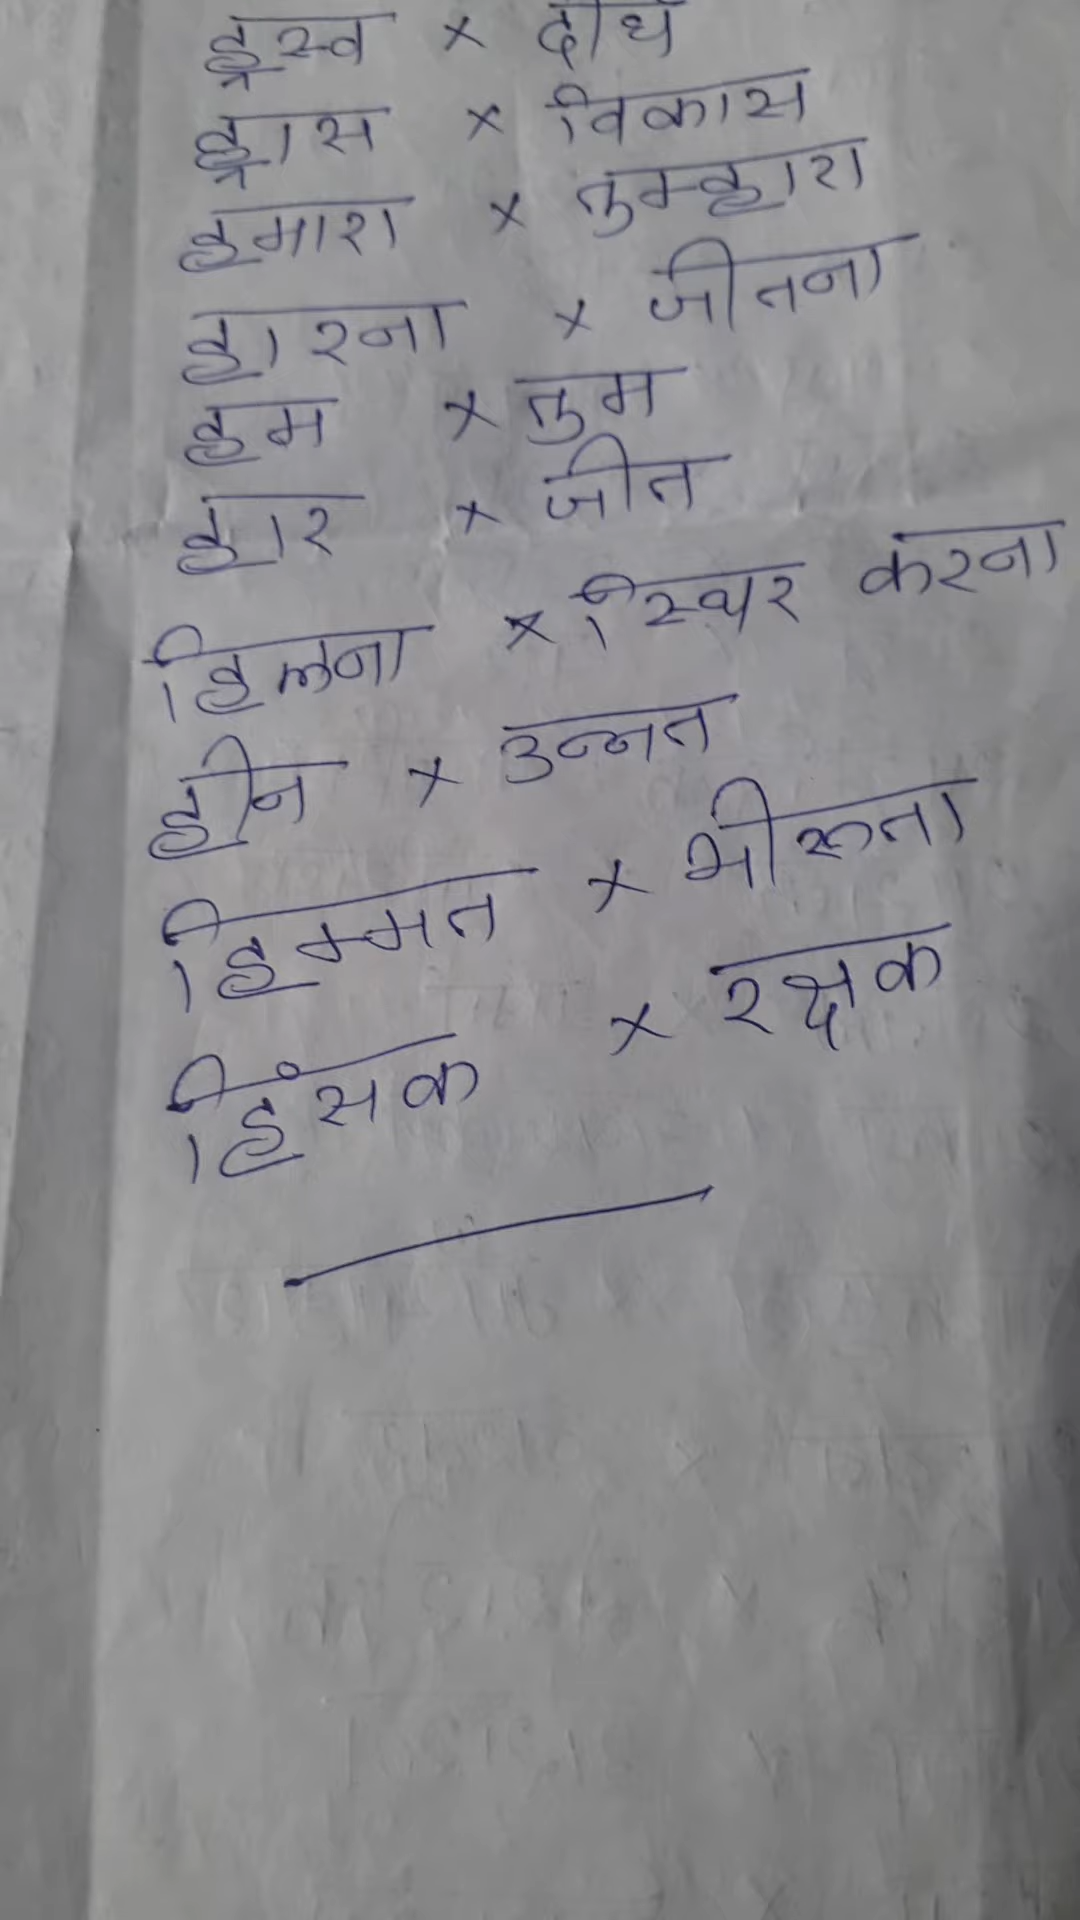 ह्रस्व × दीर्घ
ह्रास × विकास
हमारा × तुम्हारा
हारना × जीतना
हम × तुम
हार × जीत
हिलना × स्थिर करना
हीन × उन्नत
हिम्मत × भीरूता
हिंसक × रक्षक